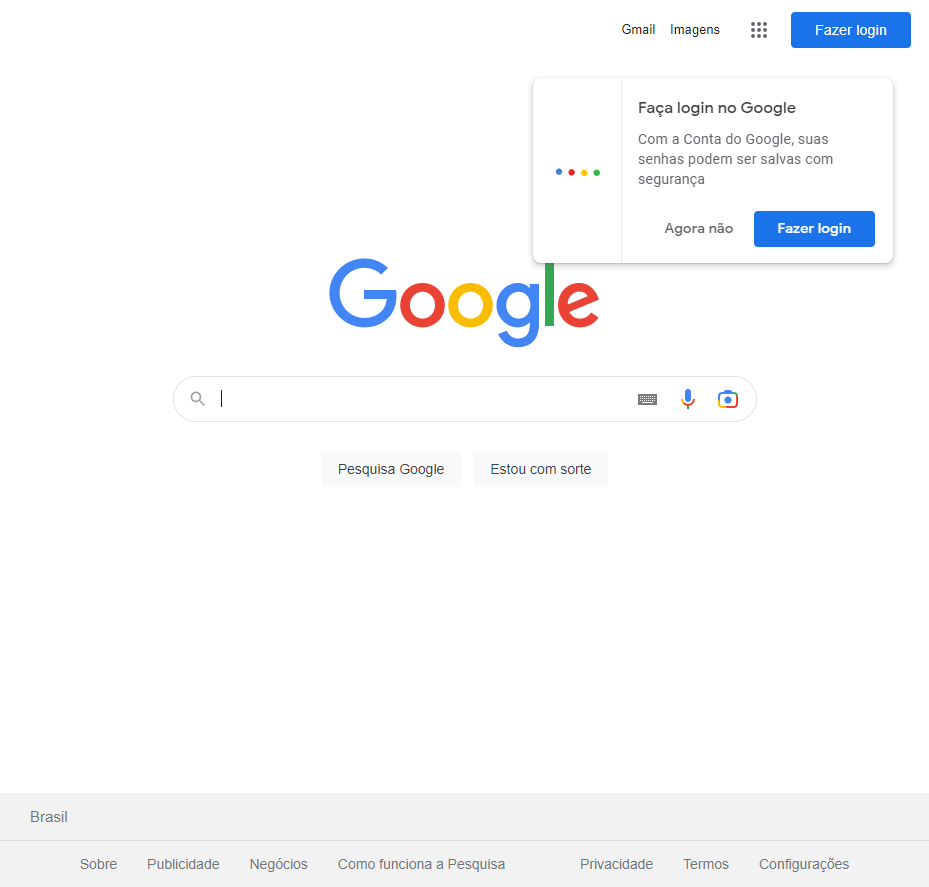 Gmail Imagens Fazer login
Faça login no Google
Com a Conta do Google, suas
senhas podem ser salvas com
segurança
Agora não Fazer login
Google
Pesquisa Google Estou com sorte
Brasil
Sobre Publicidade Negócios Como funciona a Pesquisa Privacidade Termos Configurações